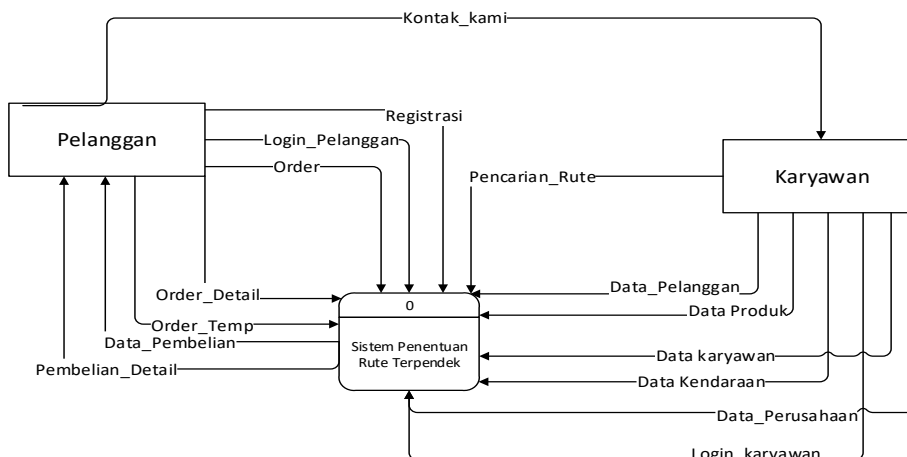 Kontak_kami
Registrasi
Pelanggan
Login_Pelanggan
Order
Pencarian_Rute
Karyawan
Order_Detail
Data_Pelanggan
0
Data Produk
Order_Temp
Data_Pembelian
Sistem Penentuan
Rute Terpendek
Data karyawan
Pembelian_Detail
Data Kendaraan
Data_Perusahaan
Login_karyawan